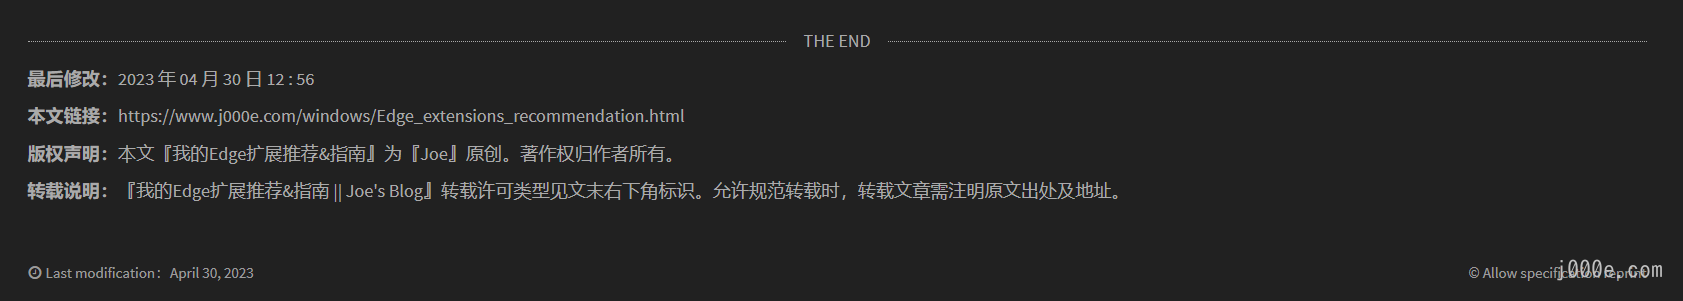 THE END
最后修改：2023 年 04 月 30 日 12 : 56
本文链接：https://www.j000e.com/windows/Edge_extensions_recommendation.html
版权声明：本文『我的Edge扩展推荐&指南』为『Joe』原创。著作权归作者所有。
转载说明：『我的Edge扩展推荐&指南 || Joe's Blog』转载许可类型见文末右下角标识。允许规范转载时，转载文章需注明原文出处及地址。
Last modification：April 30, 2023
© Allow specification reprint
j000e.com